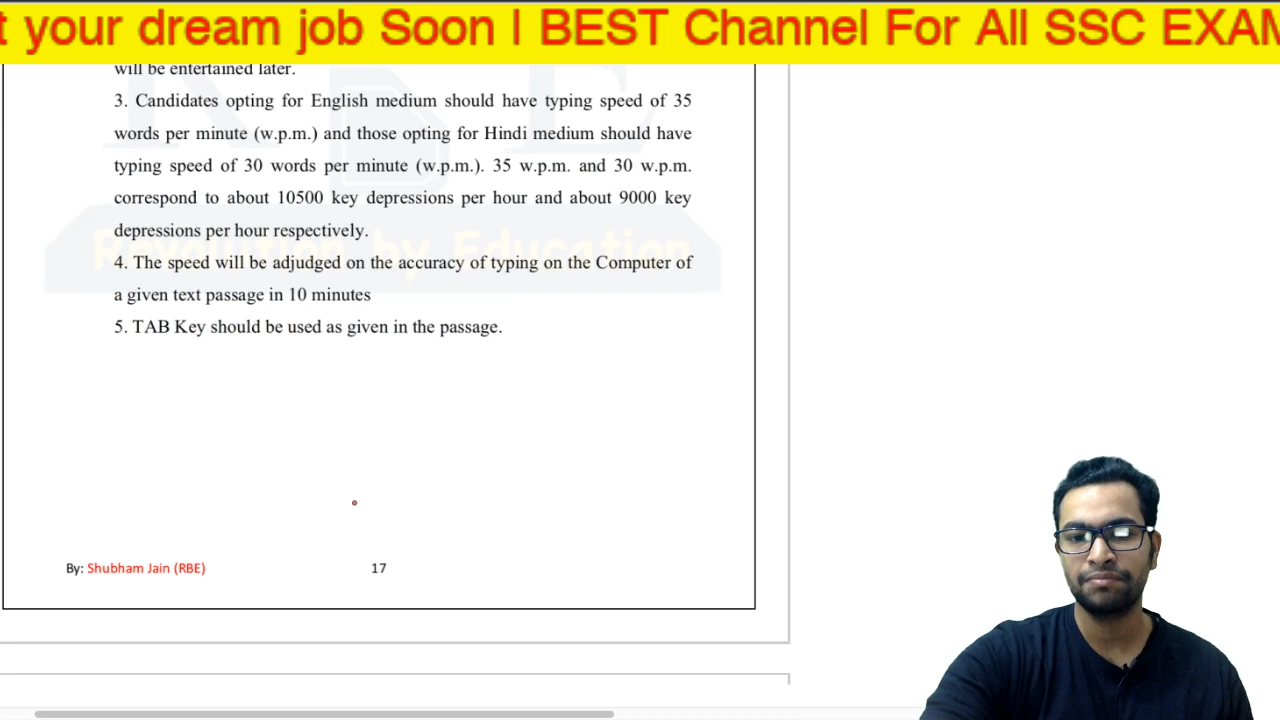 t your dream job Soon l BEST Channel For All SSC EXAM
will be entertained later.
3. Candidates opting for English medium should have typing speed of 35
words per minute (w.p.m.) and those opting for Hindi medium should have
typing speed of 30 words per minute (w.p.m.). 35 w.p.m. and 30 w.p.m.
correspond to about 10500 key depressions per hour and about 9000 key
depressions per hour respectively.
Revolution by Education
4. The speed will be adjudged on the accuracy of typing on the Computer of
a given text passage in 10 minutes
5. TAB Key should be used as given in the passage.
By: Shubham Jain (RBE) 17